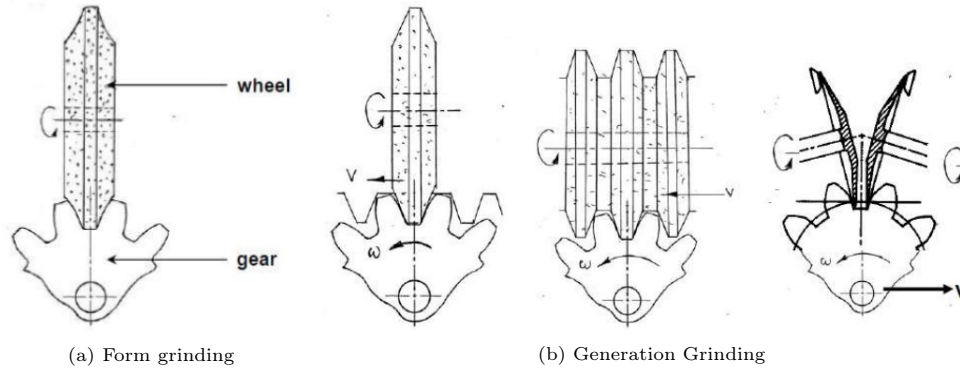 wheel
gear
V
ω
V
ω
ω
V
(a) Form grinding
(b) Generation Grinding